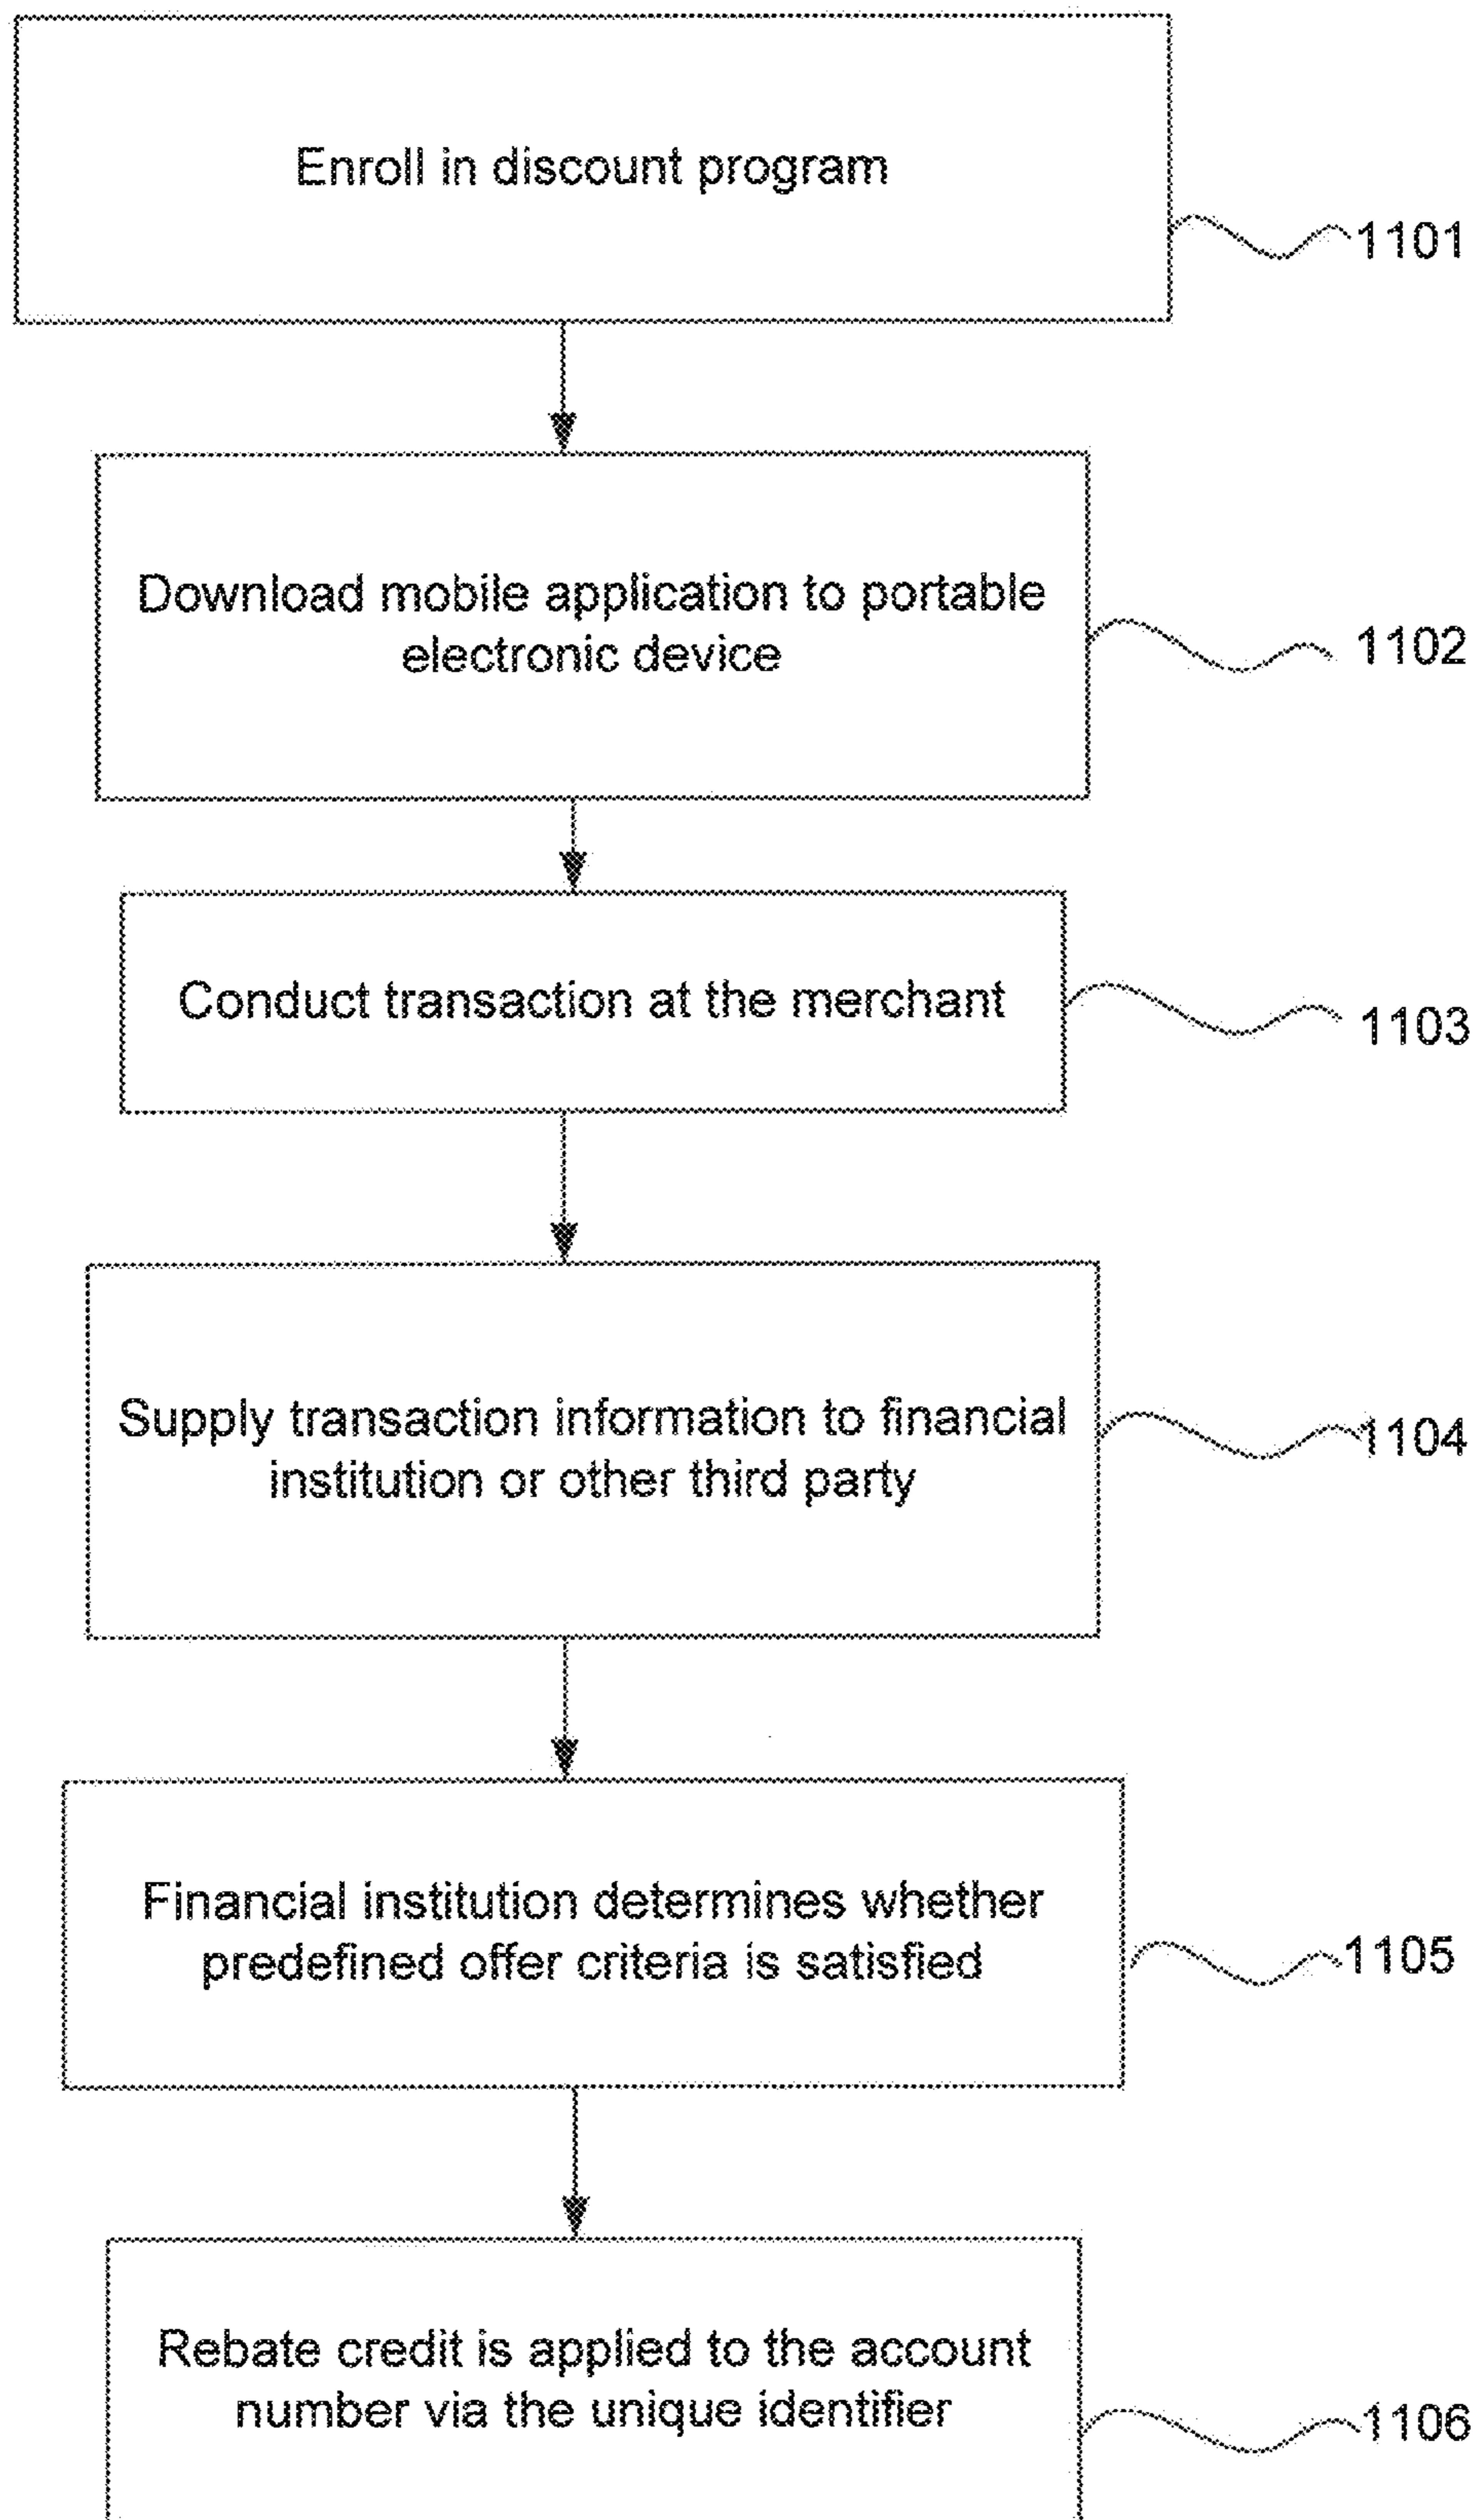 Enroll in discount program
1101
Download mobile application to portable
electronic device
1102
Conduct transaction at the merchant
1103
Supply transaction information to financial
institution or other third party
1104
Financial institution determines whether
predefined offer criteria is satisfied
1105
Rebate credit is applied to the account
number via the unique identifier
1106